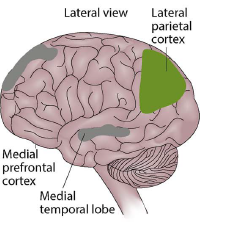 Lateral view
Lateral
parietal
cortex
Medial
prefrontal
cortex
Medial
temporal lobe